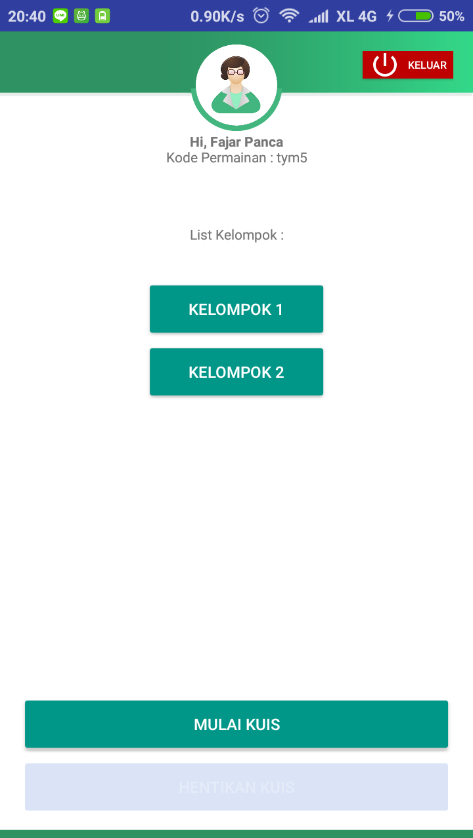 20:40 0.90K/s XL 4G 50%
KELUAR
Hi, Fajar Panca
Kode Permainan : tym5
List Kelompok :
KELOMPOK 1
KELOMPOK 2
MULAI KUIS
HENTIKAN KUIS